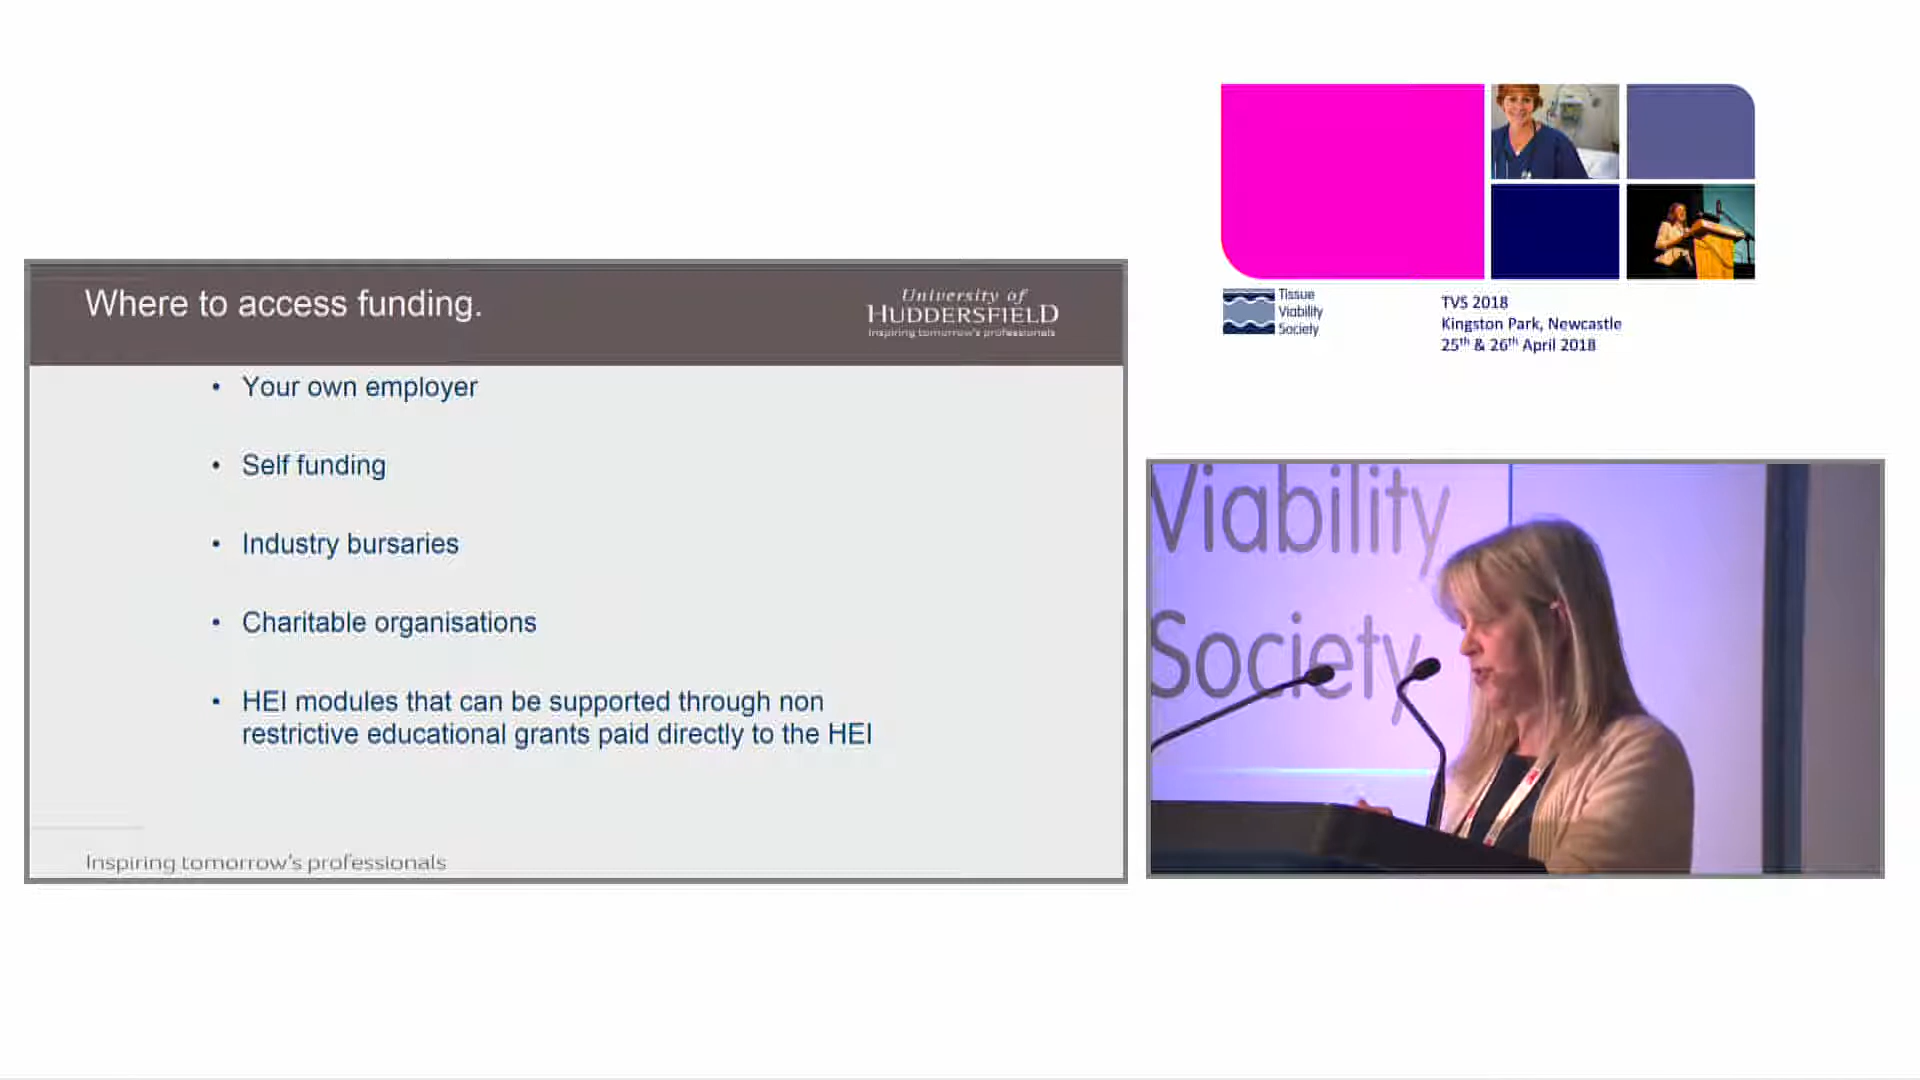 Where to access funding.
University of
HUDDERSFIELD
Inspiring tomorrow's professionals
• Your own employer
• Self funding
• Industry bursaries
• Charitable organisations
• HEI modules that can be supported through non
restrictive educational grants paid directly to the HEI
Inspiring tomorrow's professionals
Tissue
Viability
Society
TVS 2018
Kingston Park, Newcastle
25th & 26th April 2018
Viability
Society